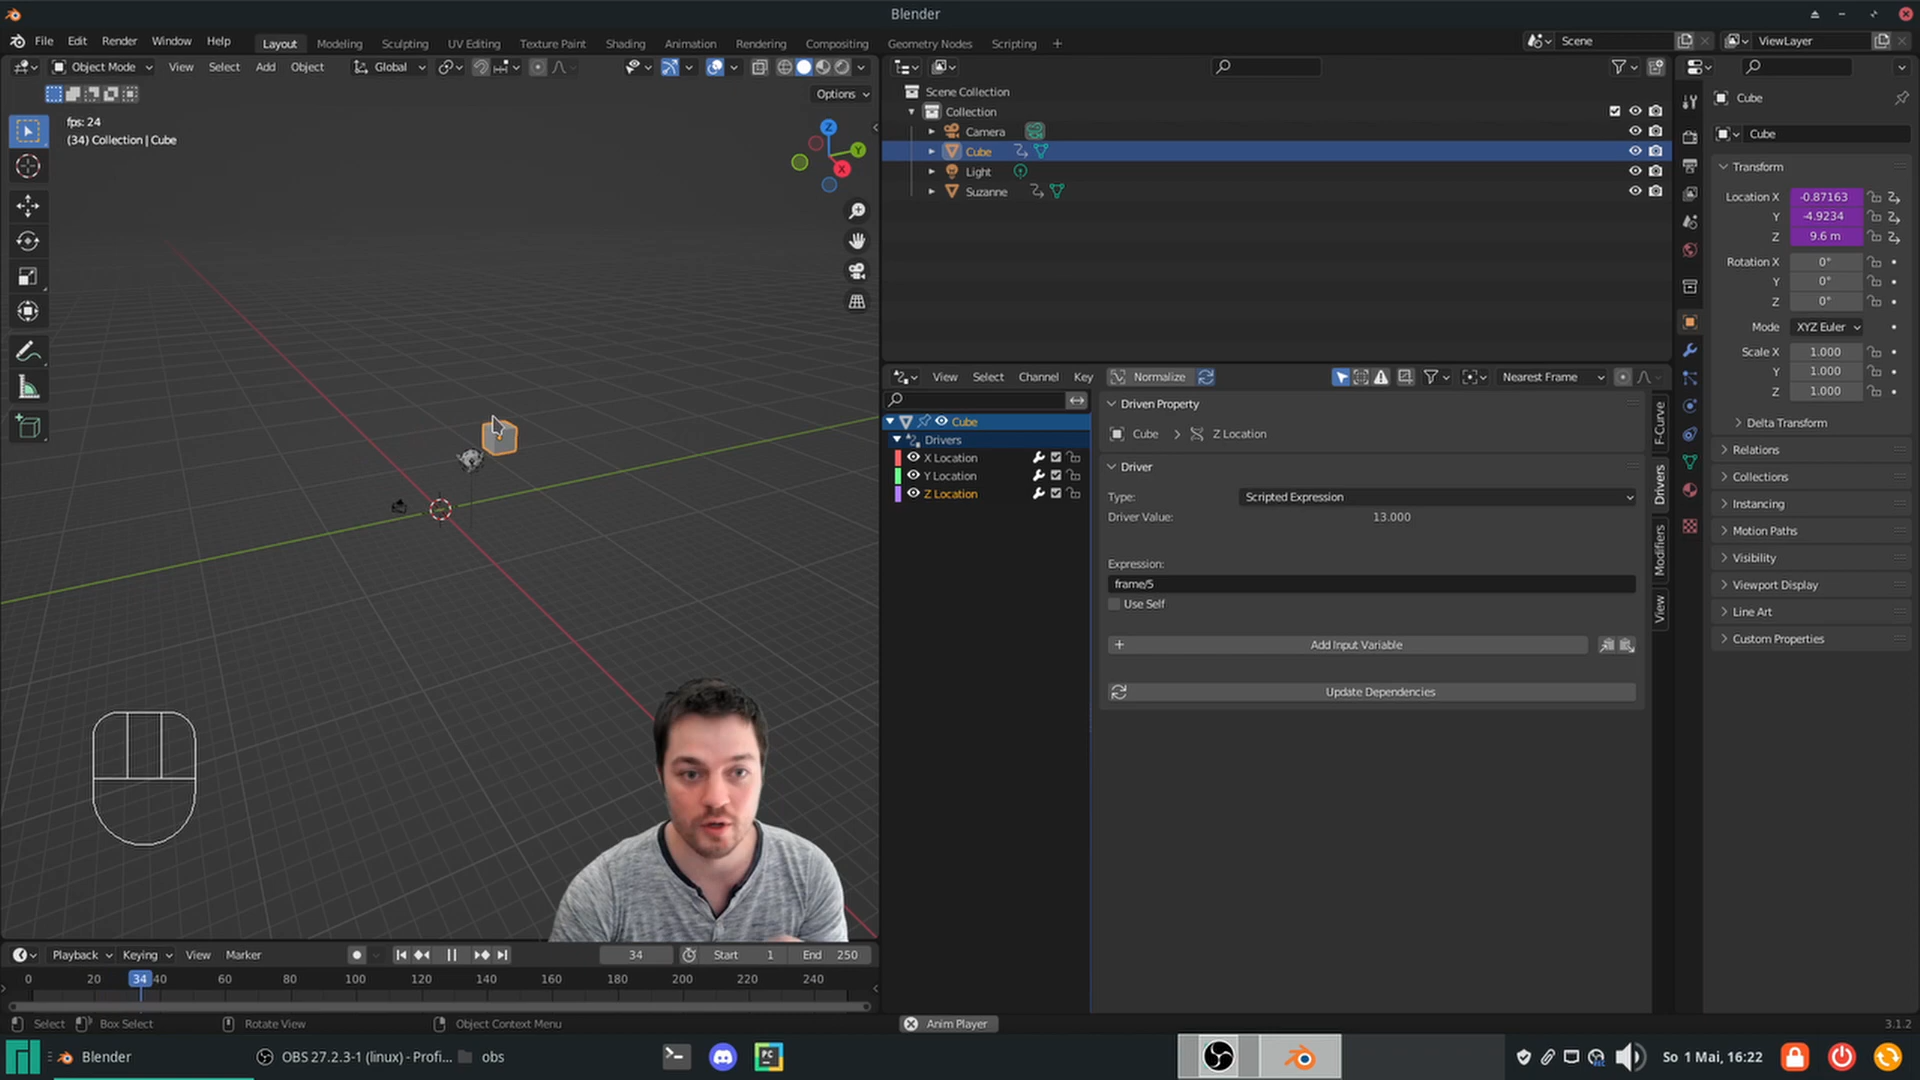 Blender
File Edit Render Window Help
Layout Modeling Sculpting UV Editing Texture Paint Shading Animation Rendering Compositing Geometry Nodes Scripting +
Scene ViewLayer
Object Mode View Select Add Object Global
Options
fps: 24
(34) Collection | Cube
Z
Y
X
Scene Collection
Collection
Camera
Cube
Light
Suzanne
Cube
Cube
Transform
Location X -0.87163
Y -4.9234
Z 9.6 m
Rotation X 0°
Y 0°
Z 0°
Mode XYZ Euler
Scale X 1.000
Y 1.000
Z 1.000
Delta Transform
Relations
Collections
Instancing
Motion Paths
Visibility
Viewport Display
Line Art
Custom Properties
View Select Channel Key Normalize Nearest Frame
Cube
Drivers
X Location
Y Location
Z Location
Driven Property
Cube > Z Location
Driver
Type: Scripted Expression
Driver Value: 13.000
Expression:
frame/5
Use Self
+ Add Input Variable
Update Dependencies
F-Curve
Drivers
Modifiers
View
Playback Keying View Marker 34 Start 1 End 250
0 20 34 40 60 80 100 120 140 160 180 200 220 240
Select Box Select Rotate View Object Context Menu Anim Player 3.1.2
Blender OBS 27.2.3-1 (linux) - Profi... obs PC So 1 Mai, 16:22